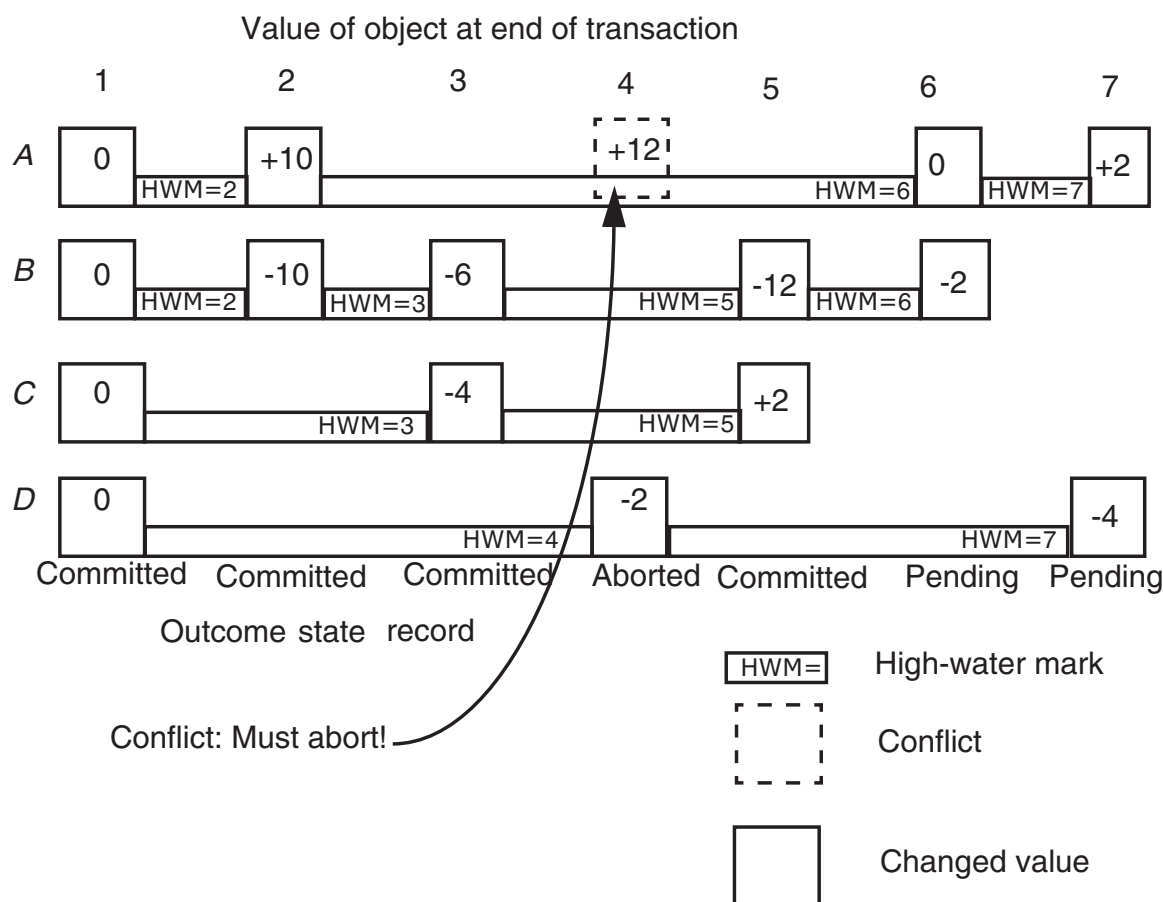 Value of object at end of transaction
1 2 3 4 5 6 7
A 0 HWM=2 +10 +12 HWM=6 0 HWM=7 +2
B 0 HWM=2 -10 HWM=3 -6 HWM=5 -12 HWM=6 -2
C 0 HWM=3 -4 HWM=5 +2
D 0 HWM=4 -2 HWM=7 -4
Committed Committed Committed Aborted Committed Pending Pending
Outcome state record
HWM= High-water mark
Conflict: Must abort!
Conflict
Changed value